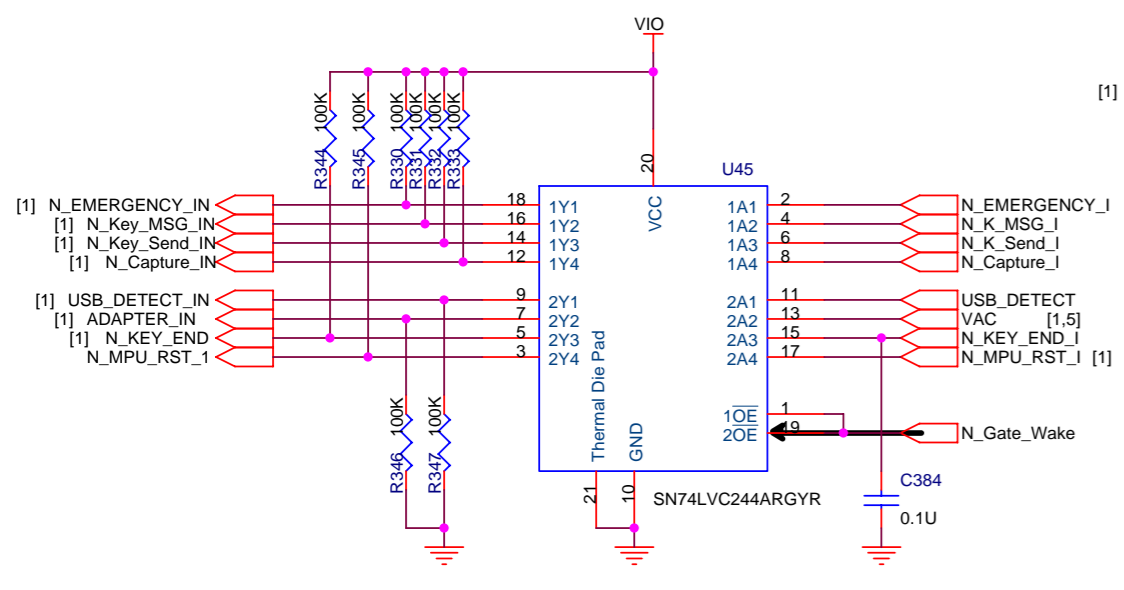 VIO
[1]
R344 100K
R345 100K
R330 100K
R331 100K
R332 100K
R333 100K
20
U45
VCC
[1] N_EMERGENCY_IN 18 1Y1 1A1 2 N_EMERGENCY_I
[1] N_Key_MSG_IN 16 1Y2 1A2 4 N_K_MSG_I
[1] N_Key_Send_IN 14 1Y3 1A3 6 N_K_Send_I
[1] N_Capture_IN 12 1Y4 1A4 8 N_Capture_I
[1] USB_DETECT_IN 9 2Y1 2A1 11 USB_DETECT
[1] ADAPTER_IN 7 2Y2 2A2 13 VAC [1,5]
[1] N_KEY_END 5 2Y3 2A3 15 N_KEY_END_I
N_MPU_RST_1 3 2Y4 2A4 17 N_MPU_RST_I [1]
1OE 1
2OE 19 N_Gate_Wake
R346 100K
R347 100K
Thermal Die Pad
GND
21
10
SN74LVC244ARGYR
C384
0.1U